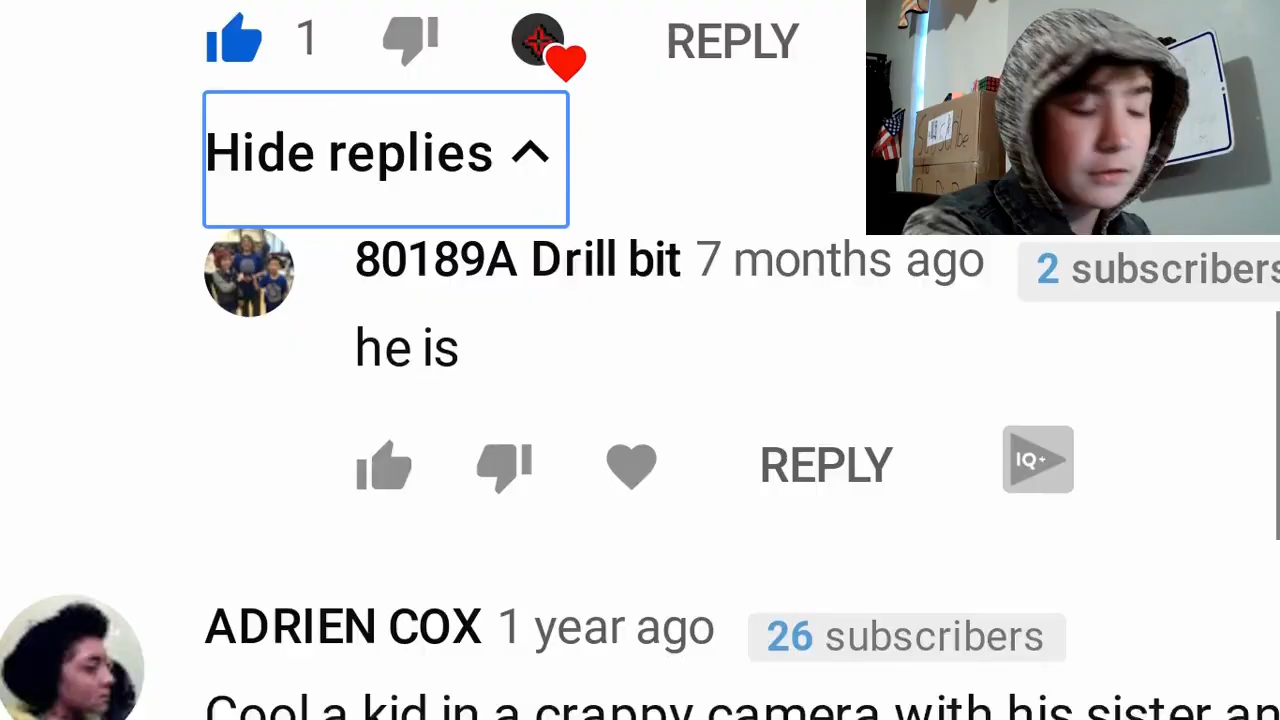 1 REPLY
Hide replies
80189A Drill bit 7 months ago 2 subscribers
he is
REPLY IQ+
ADRIEN COX 1 year ago 26 subscribers
Cool a kid in a crappy camera with his sister an